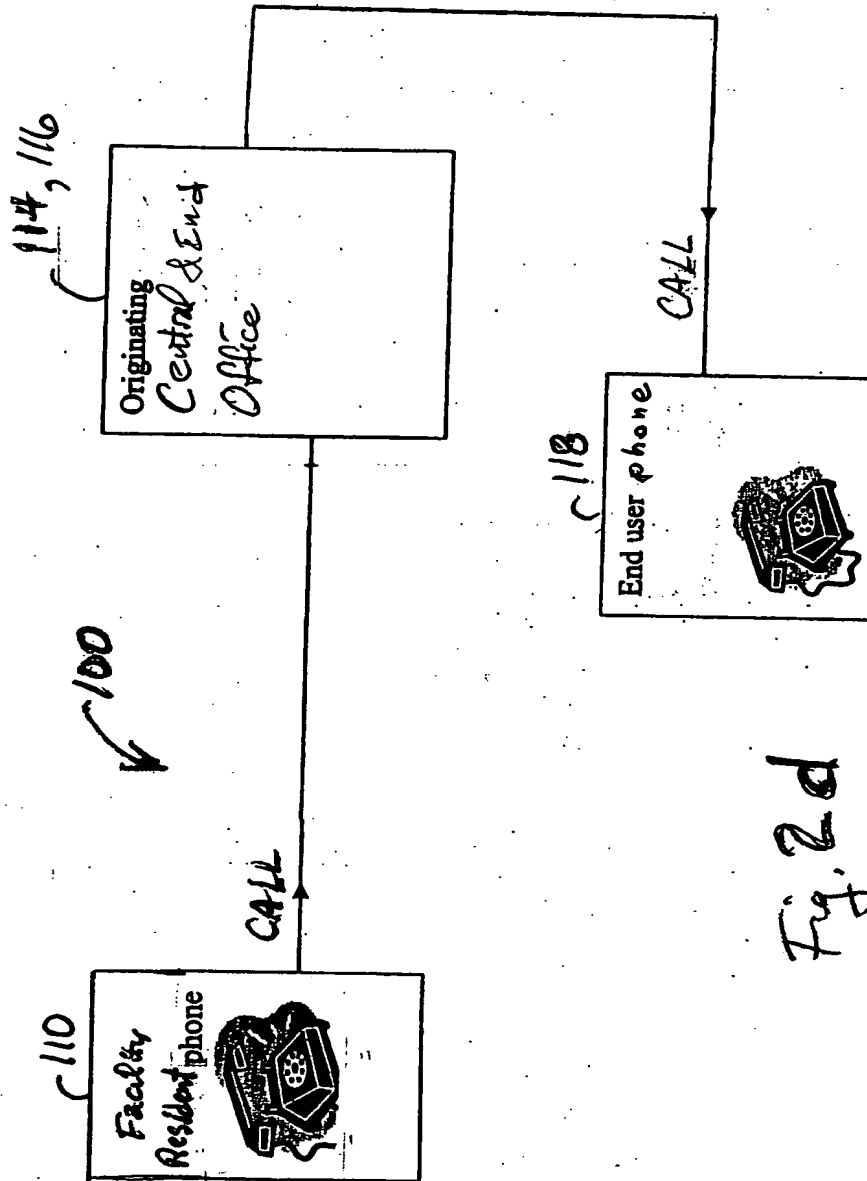 110
Facility
Resident phone
CALL
100
114, 116
Originating
Central & End
Office
CALL
118
End user phone
Fig. 2d